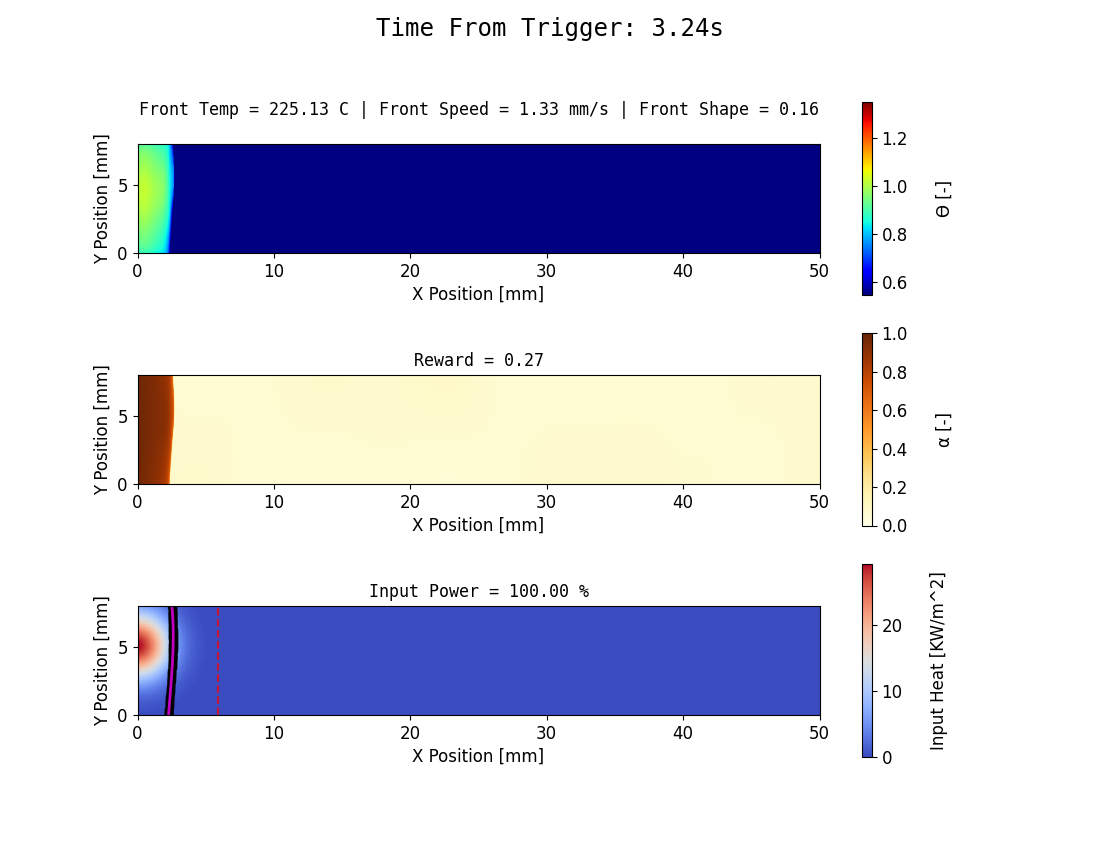 Time From Trigger: 3.24s
Front Temp = 225.13 C | Front Speed = 1.33 mm/s | Front Shape = 0.16
Y Position [mm]
5
0
0 10 20 30 40 50
X Position [mm]
1.2
1.0
0.8
0.6
Θ [-]
Reward = 0.27
Y Position [mm]
5
0
0 10 20 30 40 50
X Position [mm]
1.0
0.8
0.6
0.4
0.2
0.0
α [-]
Input Power = 100.00 %
Y Position [mm]
5
0
0 10 20 30 40 50
X Position [mm]
20
10
0
Input Heat [KW/m^2]